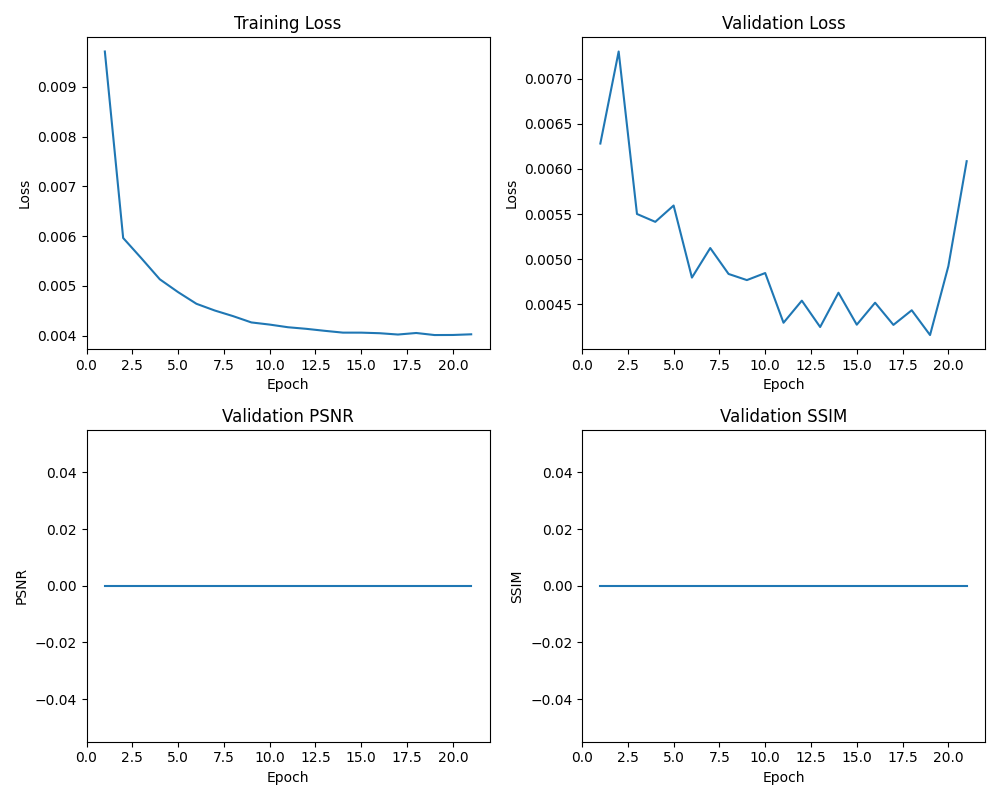 Training Loss
Validation Loss
0.009
0.008
0.007
0.006
0.005
0.004
Loss
0.0 2.5 5.0 7.5 10.0 12.5 15.0 17.5 20.0
Epoch
0.0070
0.0065
0.0060
0.0055
0.0050
0.0045
Loss
0.0 2.5 5.0 7.5 10.0 12.5 15.0 17.5 20.0
Epoch
Validation PSNR
Validation SSIM
0.04
0.02
0.00
−0.02
−0.04
PSNR
0.0 2.5 5.0 7.5 10.0 12.5 15.0 17.5 20.0
Epoch
0.04
0.02
0.00
−0.02
−0.04
SSIM
0.0 2.5 5.0 7.5 10.0 12.5 15.0 17.5 20.0
Epoch